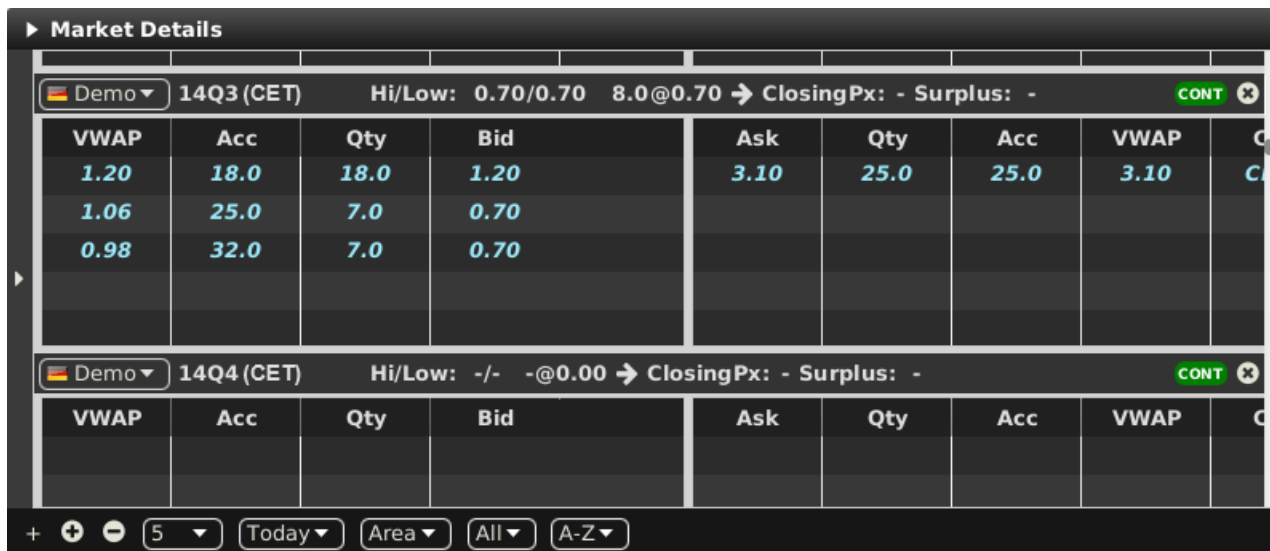 Market Details
Demo 14Q3 (CET) Hi/Low: 0.70/0.70 8.0@0.70 ➔ ClosingPx: - Surplus: - CONT
VWAP Acc Qty Bid Ask Qty Acc VWAP
1.20 18.0 18.0 1.20 3.10 25.0 25.0 3.10
1.06 25.0 7.0 0.70
0.98 32.0 7.0 0.70
Demo 14Q4 (CET) Hi/Low: -/- -@0.00 ➔ ClosingPx: - Surplus: - CONT
VWAP Acc Qty Bid Ask Qty Acc VWAP
+ 5 Today Area All A-Z